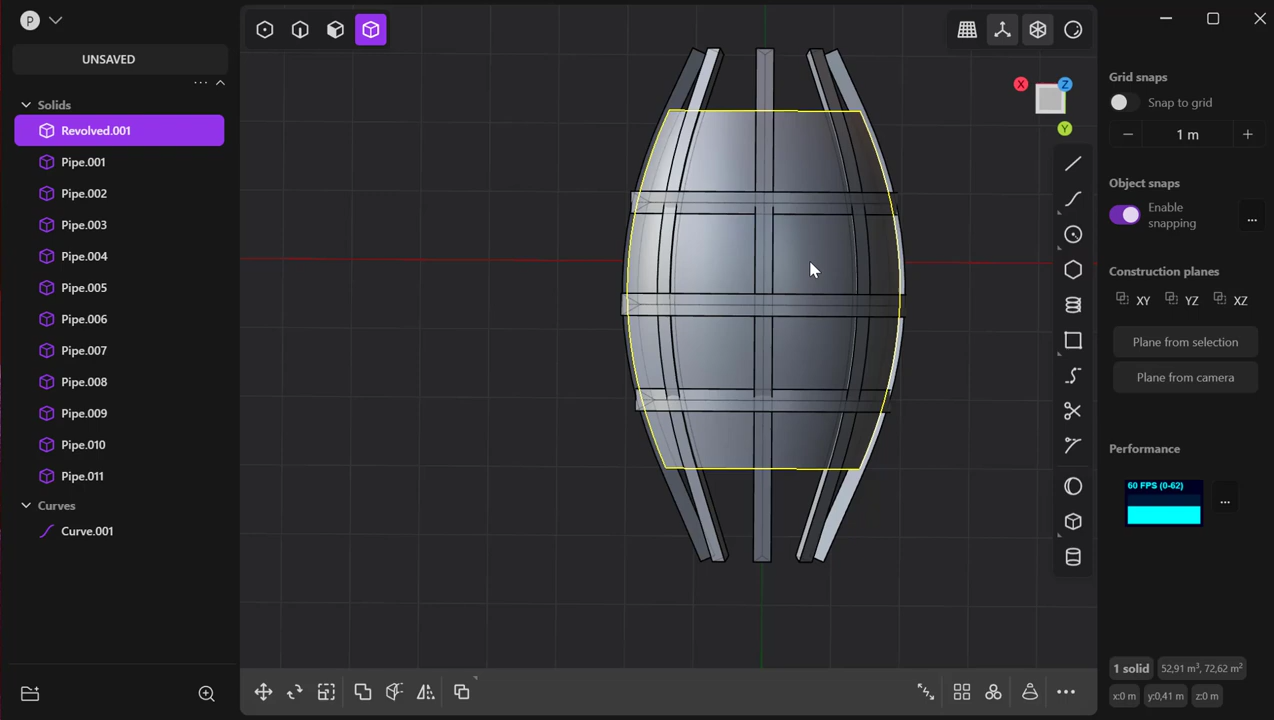 P
UNSAVED
Solids
Revolved.001
Pipe.001
Pipe.002
Pipe.003
Pipe.004
Pipe.005
Pipe.006
Pipe.007
Pipe.008
Pipe.009
Pipe.010
Pipe.011
Curves
Curve.001
X
Z
Y
Grid snaps
Snap to grid
1 m
Object snaps
Enable
snapping
...
Construction planes
XY YZ XZ
Plane from selection
Plane from camera
Performance
60 FPS (0-62)
...
1 solid 52,91 m³, 72,62 m²
x:0 m y:0,41 m z:0 m